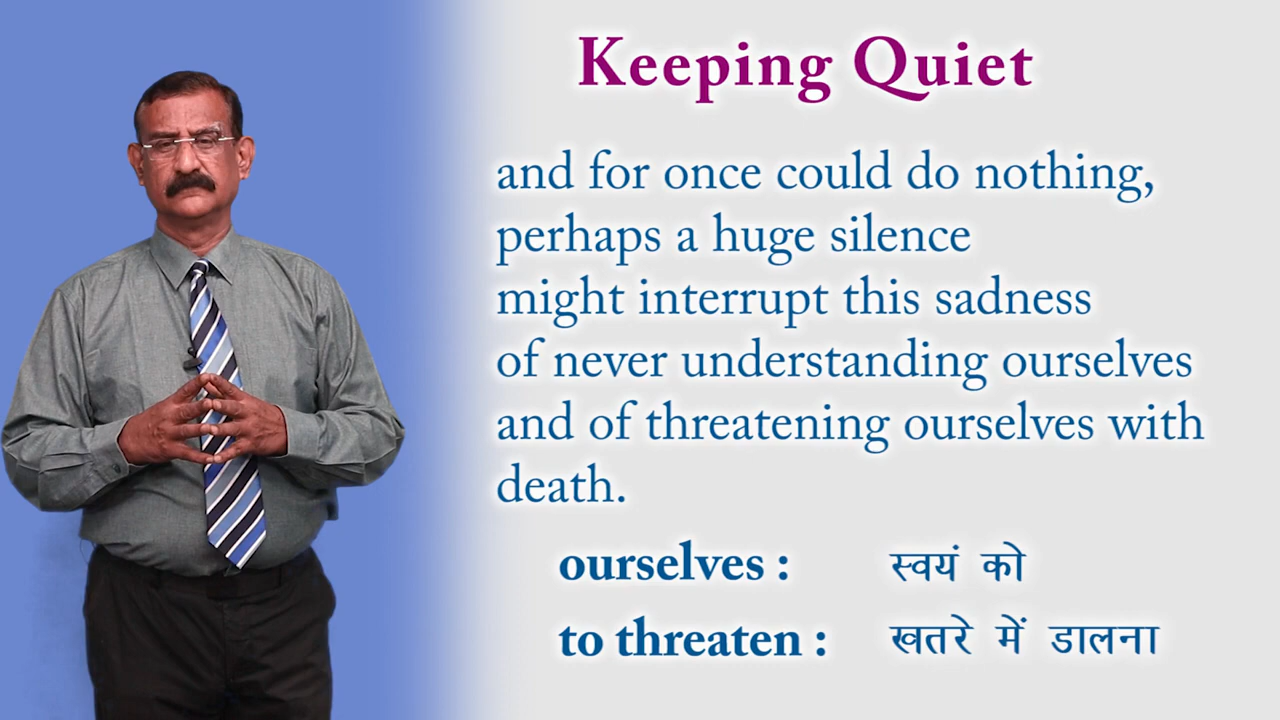 Keeping Quiet
and for once could do nothing,
perhaps a huge silence
might interrupt this sadness
of never understanding ourselves
and of threatening ourselves with
death.
ourselves : स्वयं को
to threaten : खतरे में डालना